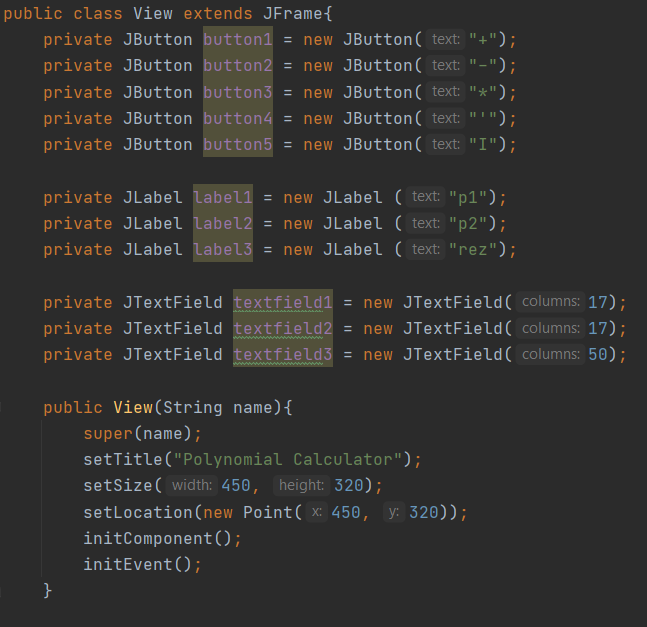 public class View extends JFrame{
private JButton button1 = new JButton( text: "+");
private JButton button2 = new JButton( text: "-");
private JButton button3 = new JButton( text: "*");
private JButton button4 = new JButton( text: "'");
private JButton button5 = new JButton( text: "I");
private JLabel label1 = new JLabel ( text: "p1");
private JLabel label2 = new JLabel ( text: "p2");
private JLabel label3 = new JLabel ( text: "rez");
private JTextField textfield1 = new JTextField( columns: 17);
private JTextField textfield2 = new JTextField( columns: 17);
private JTextField textfield3 = new JTextField( columns: 50);
public View(String name){
super(name);
setTitle("Polynomial Calculator");
setSize( width: 450, height: 320);
setLocation(new Point( x: 450, y: 320));
initComponent();
initEvent();
}